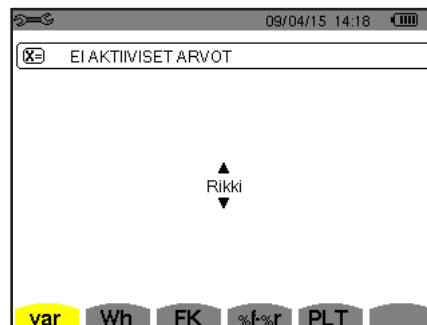 09/04/15 14:18
X= EI AKTIIVISET ARVOT
Rikki
var Wh FK %f-%r PLT